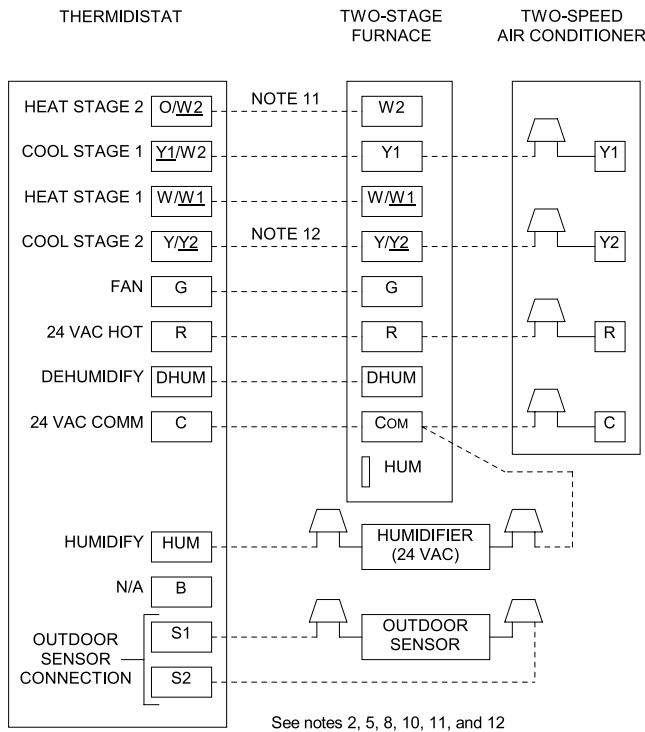 THERMIDISTAT
TWO-STAGE
FURNACE
TWO-SPEED
AIR CONDITIONER
HEAT STAGE 2 O/W2 NOTE 11 W2
COOL STAGE 1 Y1/W2 Y1 Y1
HEAT STAGE 1 W/W1 W/W1
COOL STAGE 2 Y/Y2 NOTE 12 Y/Y2 Y2
FAN G G
24 VAC HOT R R R
DEHUMIDIFY DHUM DHUM
24 VAC COMM C COM C
HUM
HUMIDIFY HUM HUMIDIFIER
(24 VAC)
N/A B
OUTDOOR
SENSOR
CONNECTION
S1
S2
OUTDOOR
SENSOR
See notes 2, 5, 8, 10, 11, and 12